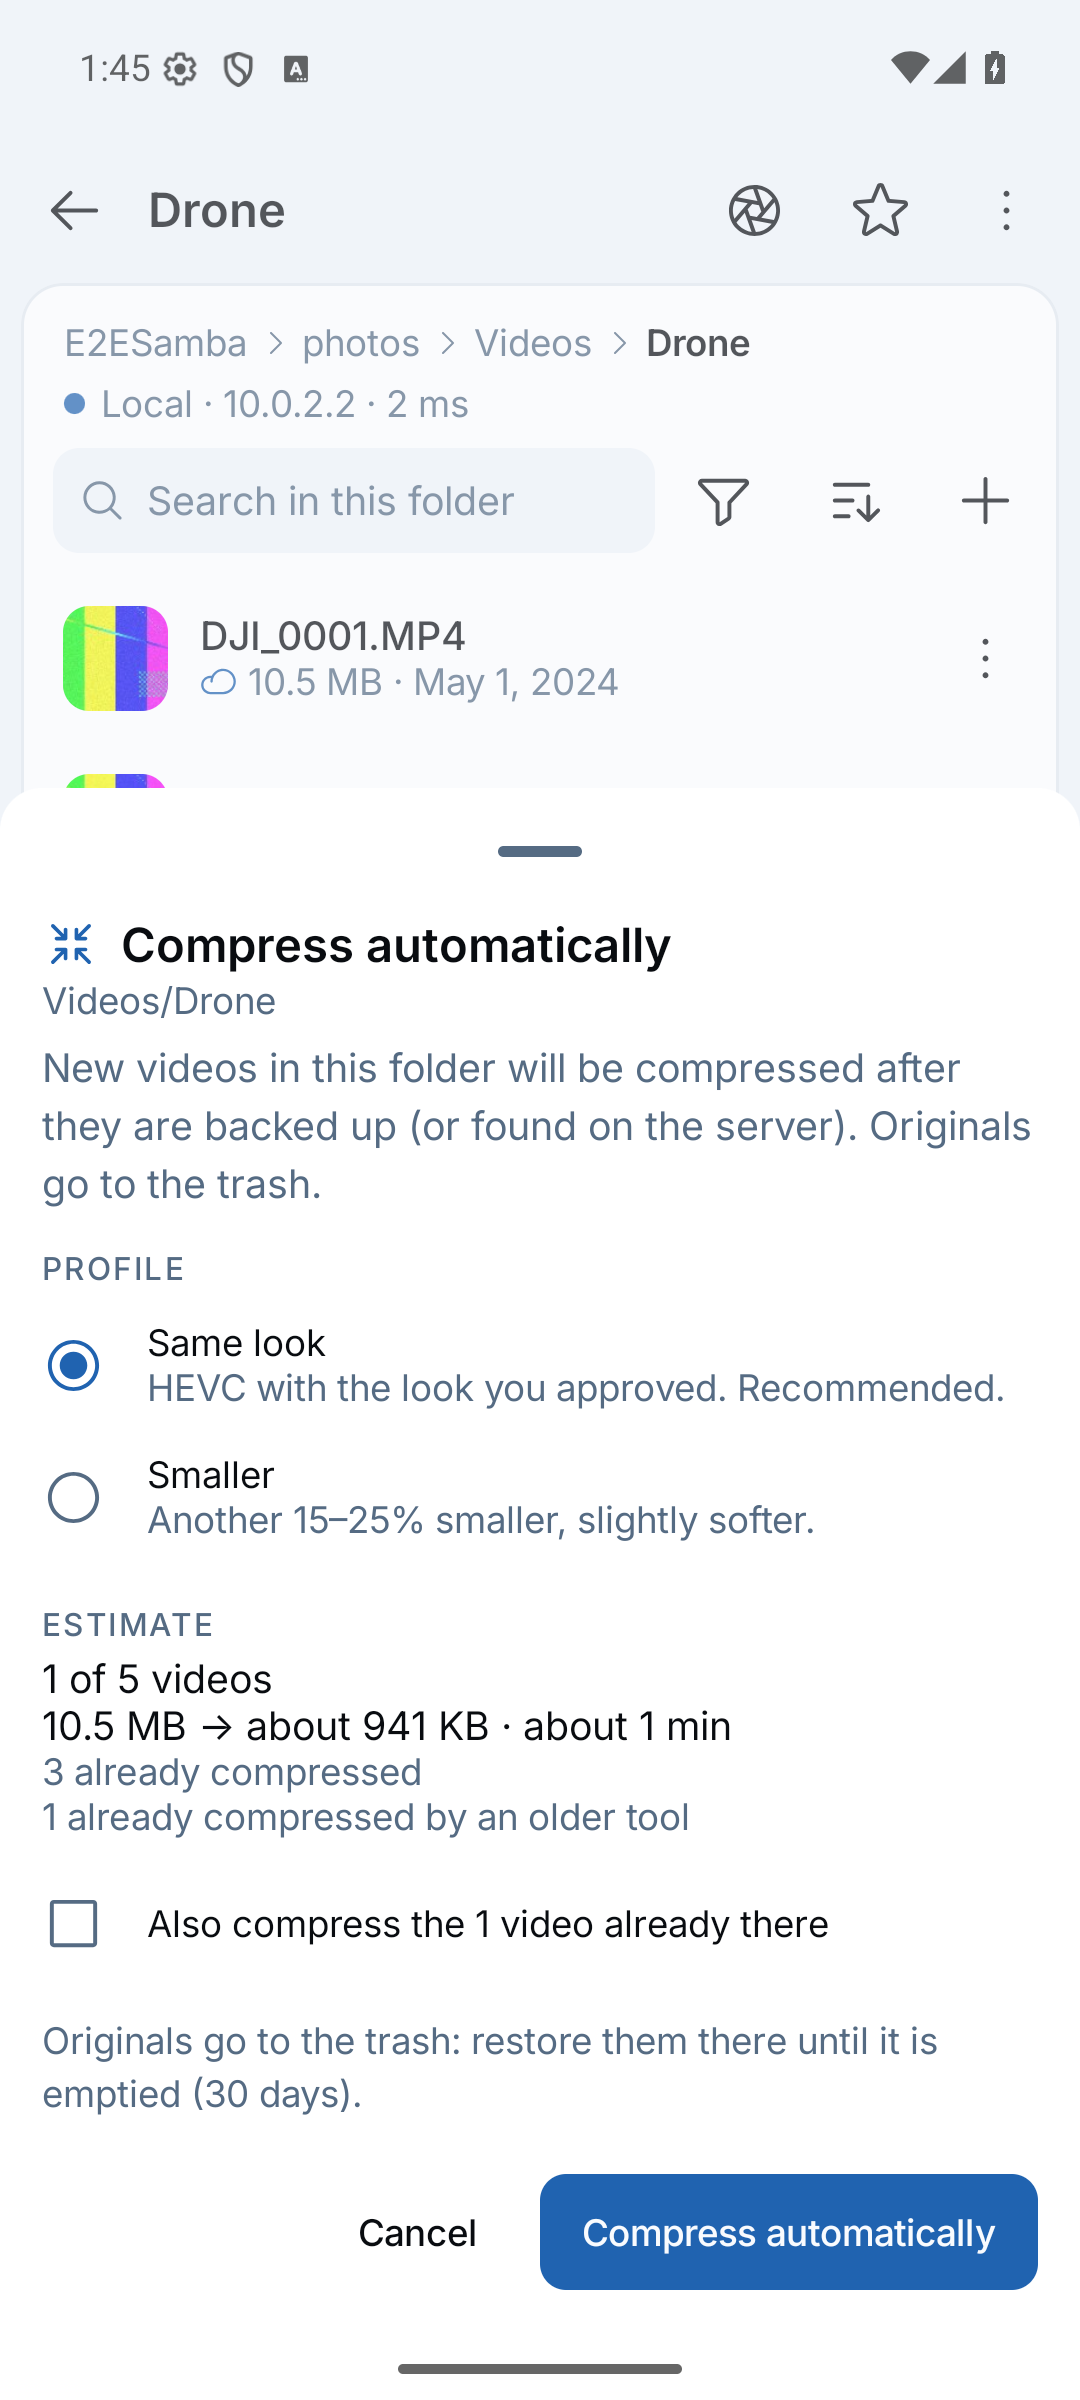 1:45
Drone
E2ESamba > photos > Videos > Drone
Local · 10.0.2.2 · 2 ms
Search in this folder
DJI_0001.MP4
10.5 MB · May 1, 2024
Compress automatically
Videos/Drone
New videos in this folder will be compressed after
they are backed up (or found on the server). Originals
go to the trash.
PROFILE
Same look
HEVC with the look you approved. Recommended.
Smaller
Another 15–25% smaller, slightly softer.
ESTIMATE
1 of 5 videos
10.5 MB → about 941 KB · about 1 min
3 already compressed
1 already compressed by an older tool
Also compress the 1 video already there
Originals go to the trash: restore them there until it is
emptied (30 days).
Cancel
Compress automatically